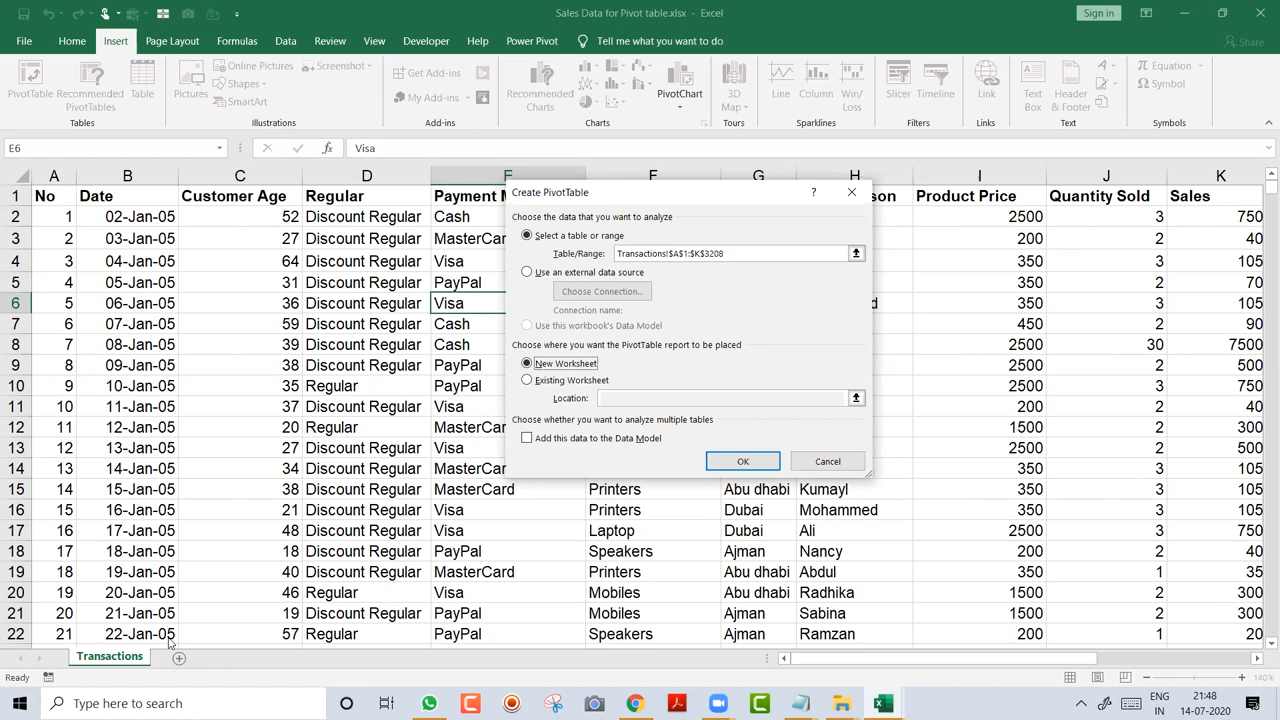 Sales Data for Pivot table.xlsx - Excel
Sign in
File Home Insert Page Layout Formulas Data Review View Developer Help Power Pivot Tell me what you want to do Share
PivotTable Recommended PivotTables Table Pictures Online Pictures Shapes SmartArt Screenshot Get Add-ins My Add-ins Recommended Charts PivotChart 3D Map Line Column Win/Loss Slicer Timeline Link Text Box Header & Footer Equation Symbol
Tables Illustrations Add-ins Charts Tours Sparklines Filters Links Text Symbols
E6 fx Visa
A B C D E F G H I J K
1 No Date Customer Age Regular Payment M son Product Price Quantity Sold Sales
2 1 02-Jan-05 52 Discount Regular Cash 2500 3 750
3 2 03-Jan-05 27 Discount Regular MasterCard 200 2 40
4 3 04-Jan-05 64 Discount Regular Visa 350 3 105
5 4 05-Jan-05 31 Discount Regular PayPal 350 2 70
6 5 06-Jan-05 36 Discount Regular Visa d 350 3 105
7 6 07-Jan-05 59 Discount Regular Cash 450 2 90
8 7 08-Jan-05 39 Discount Regular Cash 2500 30 7500
9 8 09-Jan-05 38 Discount Regular PayPal 2500 3 750
10 9 10-Jan-05 35 Regular PayPal 2500 3 750
11 10 11-Jan-05 37 Discount Regular Visa 200 2 40
12 11 12-Jan-05 20 Regular MasterC 1500 2 300
13 12 13-Jan-05 27 Discount Regular Visa 2500 2 500
14 13 14-Jan-05 34 Discount Regular MasterC 350 3 105
15 14 15-Jan-05 38 Discount Regular MasterCard Printers Abu dhabi Kumayl 350 3 105
16 15 16-Jan-05 21 Discount Regular Visa Printers Dubai Mohammed 350 3 105
17 16 17-Jan-05 48 Discount Regular Visa Laptop Dubai Ali 2500 3 750
18 17 18-Jan-05 18 Discount Regular PayPal Speakers Ajman Nancy 200 2 40
19 18 19-Jan-05 40 Discount Regular MasterCard Printers Abu dhabi Abdul 350 1 35
20 19 20-Jan-05 46 Regular Visa Mobiles Abu dhabi Radhika 1500 2 300
21 20 21-Jan-05 19 Discount Regular Cash Mobiles Ajman Sabina 1500 2 300
22 21 22-Jan-05 57 Regular PayPal Speakers Ajman Ramzan 200 1 20
Create PivotTable ?
Choose the data that you want to analyze
Select a table or range
Table/Range: Transactions!$A$1:$K$3208
Use an external data source
Choose Connection...
Connection name:
Use this workbook's Data Model
Choose where you want the PivotTable report to be placed
New Worksheet
Existing Worksheet
Location:
Choose whether you want to analyze multiple tables
Add this data to the Data Model
OK Cancel
Transactions
Ready 140%
Type here to search
ENG 21:48
IN 14-07-2020